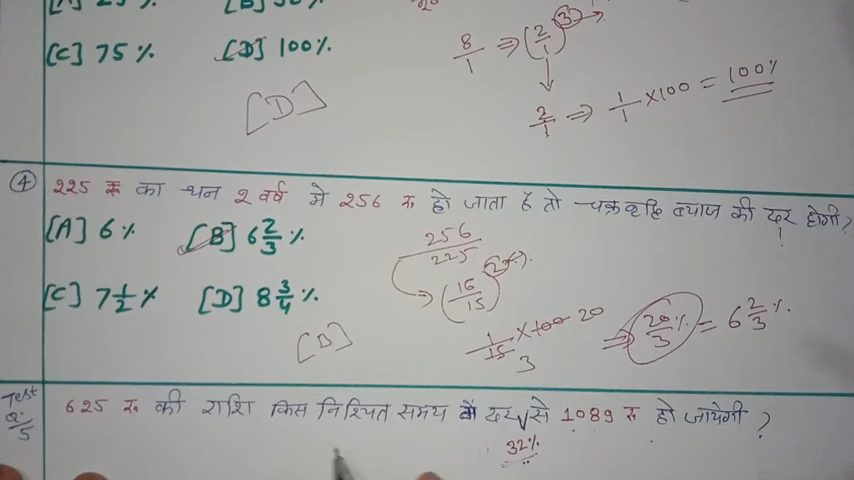 [C] 75 %. [D] 100%.
8/1 ⇒ (2/1)³ →
2/1 ⇒ 1/1 ×100 = 100%
[D]
④ 225 रू का धन 2 वर्ष में 256 रू हो जाता है तो चक्रवृद्धि ब्याज की दर होगी ?
[A] 6% [B] 6 2/3 %.
[C] 7 1/2 % [D] 8 3/4 %.
256/225
(16/15)²
1/15 × 100 20
3
⇒ 20/3 % = 6 2/3 %.
[B]
Test Q. 5
625 रू की राशि किस निश्चित समय में दर से 1089 रू हो जायेगी ?
32%